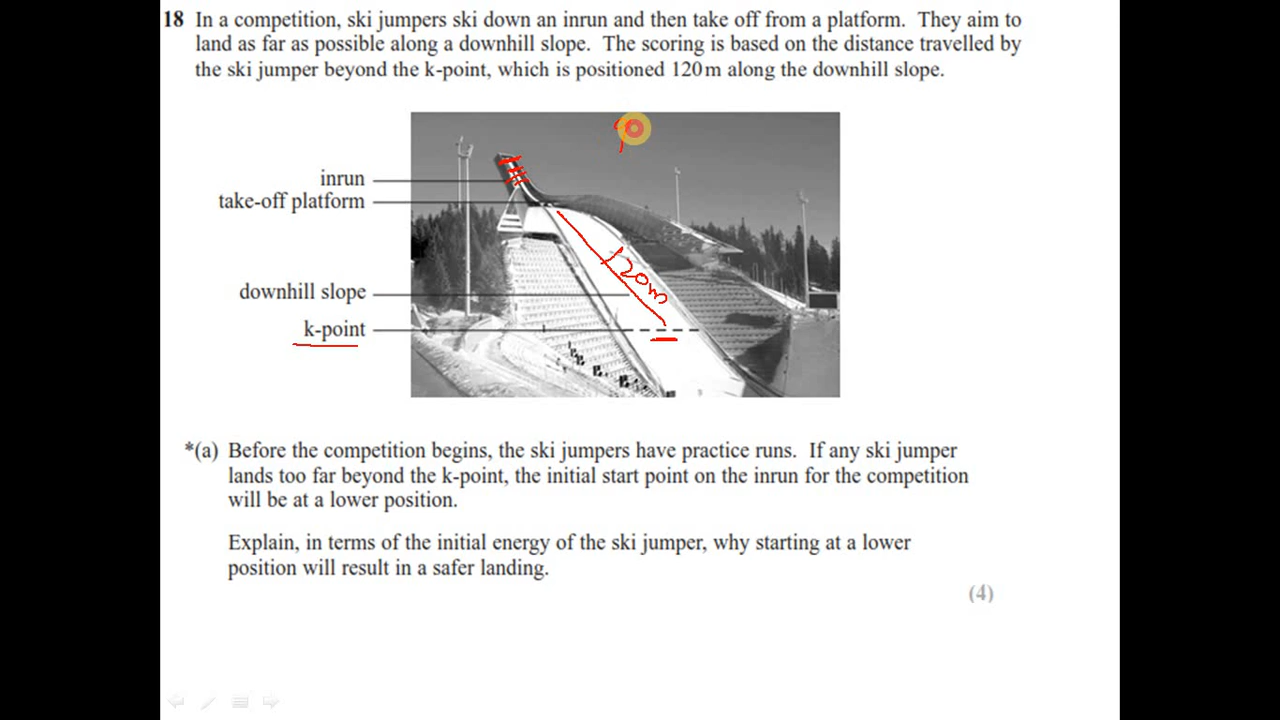 18 In a competition, ski jumpers ski down an inrun and then take off from a platform. They aim to
land as far as possible along a downhill slope. The scoring is based on the distance travelled by
the ski jumper beyond the k-point, which is positioned 120 m along the downhill slope.
inrun
take-off platform
120m
downhill slope
k-point
*(a) Before the competition begins, the ski jumpers have practice runs. If any ski jumper
lands too far beyond the k-point, the initial start point on the inrun for the competition
will be at a lower position.
Explain, in terms of the initial energy of the ski jumper, why starting at a lower
position will result in a safer landing.
(4)